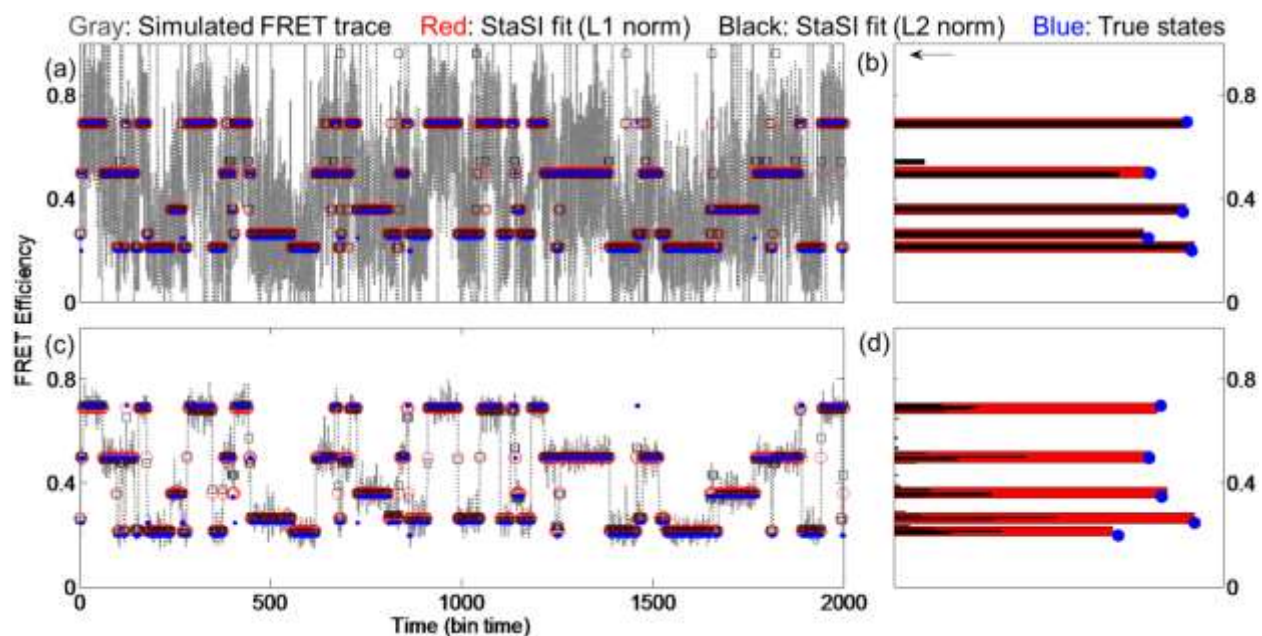 Gray: Simulated FRET trace Red: StaSI fit (L1 norm) Black: StaSI fit (L2 norm) Blue: True states
(a)
(b)
0.8
0.8
0.4
0.4
0
0
FRET Efficiency
(c)
(d)
0.8
0.8
0.4
0.4
0
0
0 500 1000 1500 2000
Time (bin time)